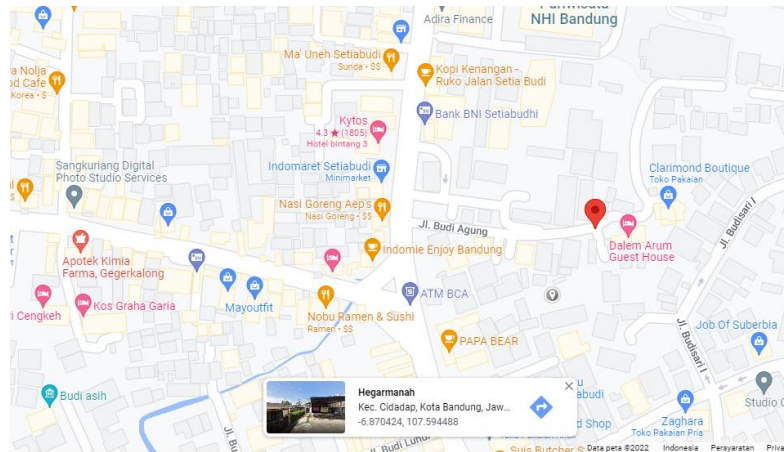 Adira Finance
NHI Bandung
Ma' Uneh Setiabudi
Sunda • $$
Kopi Kenangan -
Ruko Jalan Setia Budi
Korea • $
Kytos
4.3 ★ (1805)
Hotel bintang 3
Bank BNI Setiabudhi
Sangkuriang Digital
Photo Studio Services
Indomaret Setiabudi
Minimarket
Clarimond Boutique
Toko Pakaian
Nasi Goreng Aep's
Nasi Goreng • $$
Jl. Budi Agung
Jl. Budisari I
Apotek Kimia
Farma, Gegerkalong
Indomie Enjoy Bandung
Dalem Arum
Guest House
ATM BCA
Kos Graha Garia
Mayoutfit
Nobu Ramen & Sushi
Ramen • $$
Job Of Suberbia
PAPA BEAR
Jl. Budisari I
Budi asih
Hegarmanah
Kec. Cidadap, Kota Bandung, Jaw...
-6.870424, 107.594488
Zaghara
Toko Pakaian Pria
Data peta ©2022
Indonesia
Persyaratan